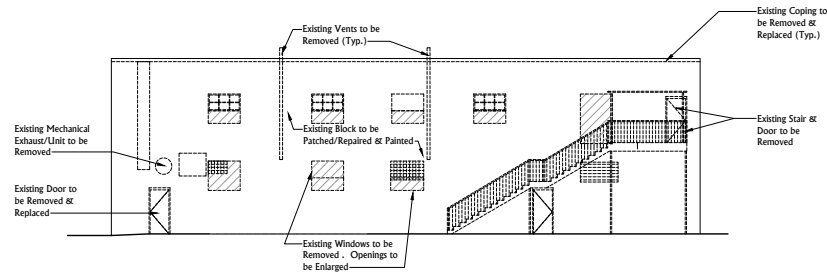 Existing Coping to
be Removed &
Replaced (Typ.)
Existing Vents to be
Removed (Typ.)
Existing Mechanical
Exhaust/Unit to be
Removed
Existing Block to be
Patched/Repaired & Painted
Existing Stair &
Door to be
Removed
Existing Door to
be Removed &
Replaced
Existing Windows to be
Removed . Openings to
be Enlarged